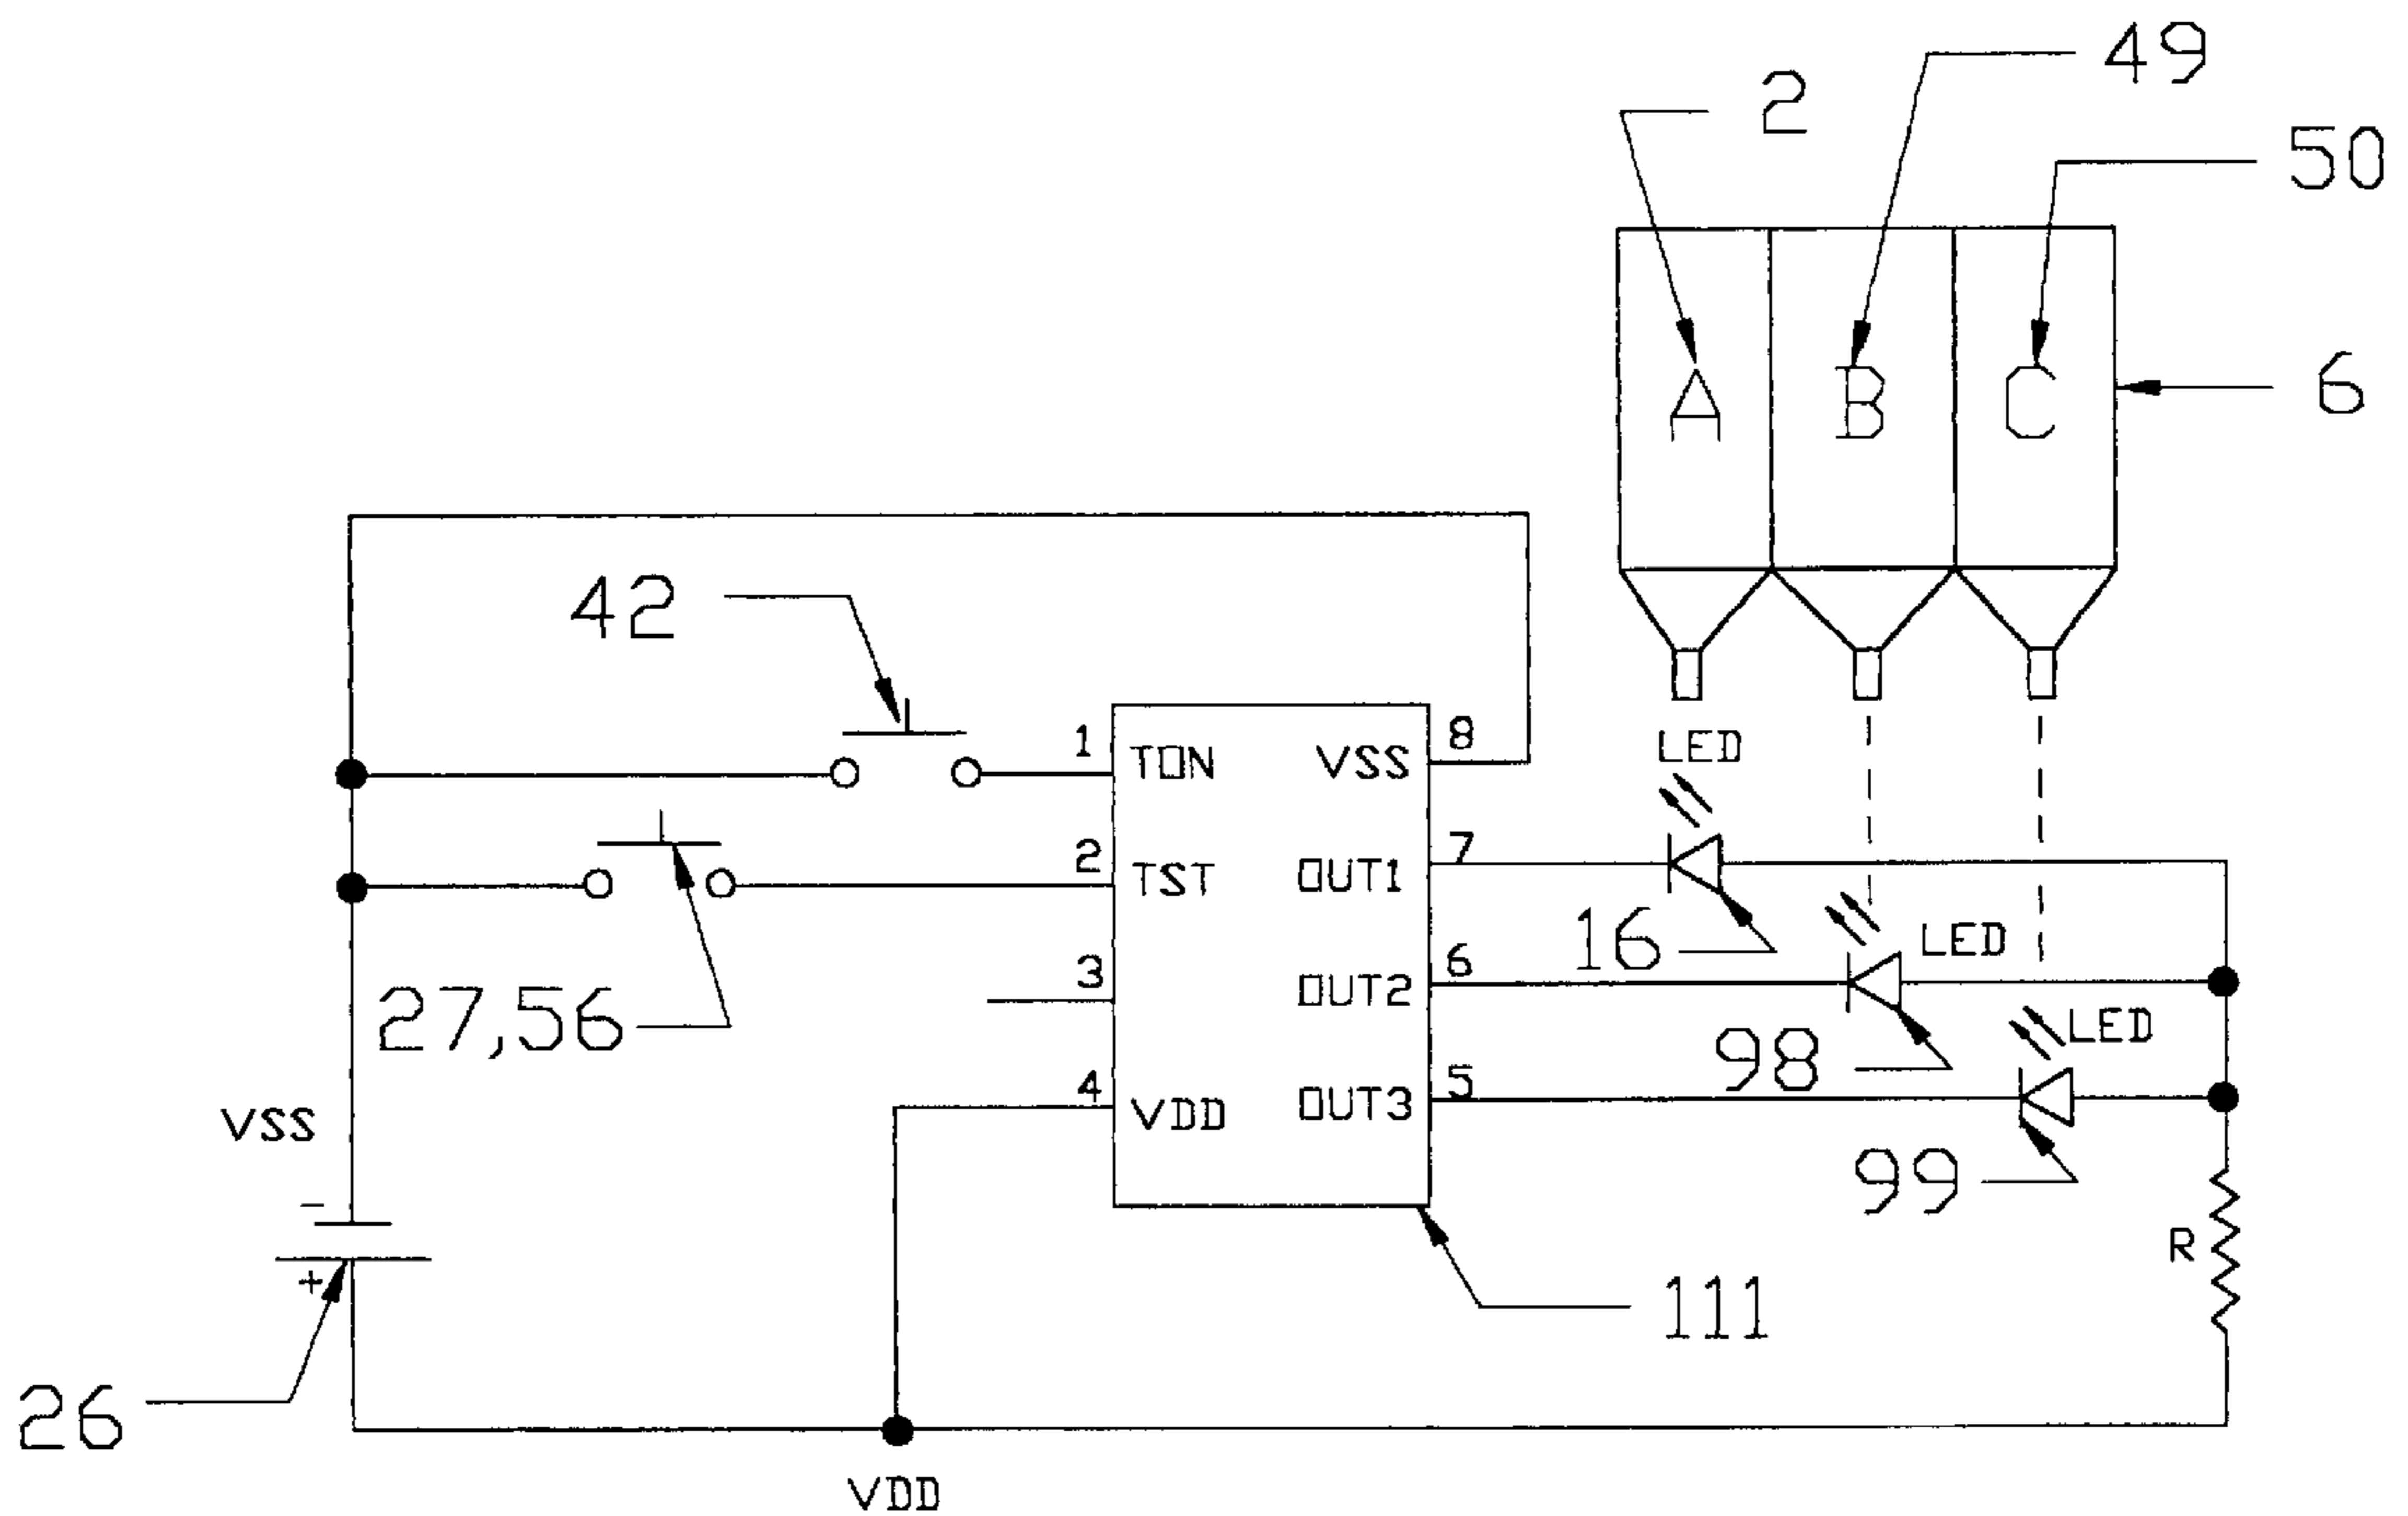 49
2
50
A B C
6
42
1 TON VSS 8
LED
2 TST OUT1 7
16
LED
3 OUT2 6
27,56
98
LED
4 VDD OUT3 5
VSS
99
-
R
+
111
26
VDD